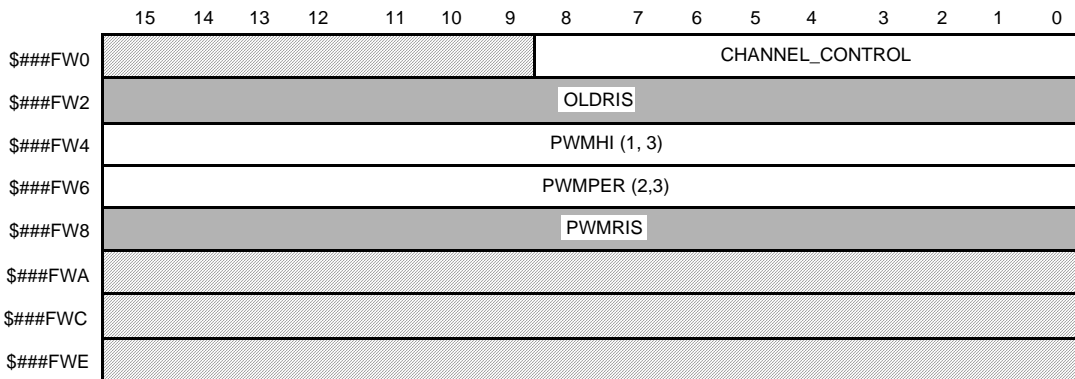 15 14 13 12 11 10 9 8 7 6 5 4 3 2 1 0
$###FW0 CHANNEL_CONTROL
$###FW2 OLDRIS
$###FW4 PWMHI (1, 3)
$###FW6 PWMPER (2,3)
$###FW8 PWMRIS
$###FWA
$###FWC
$###FWE